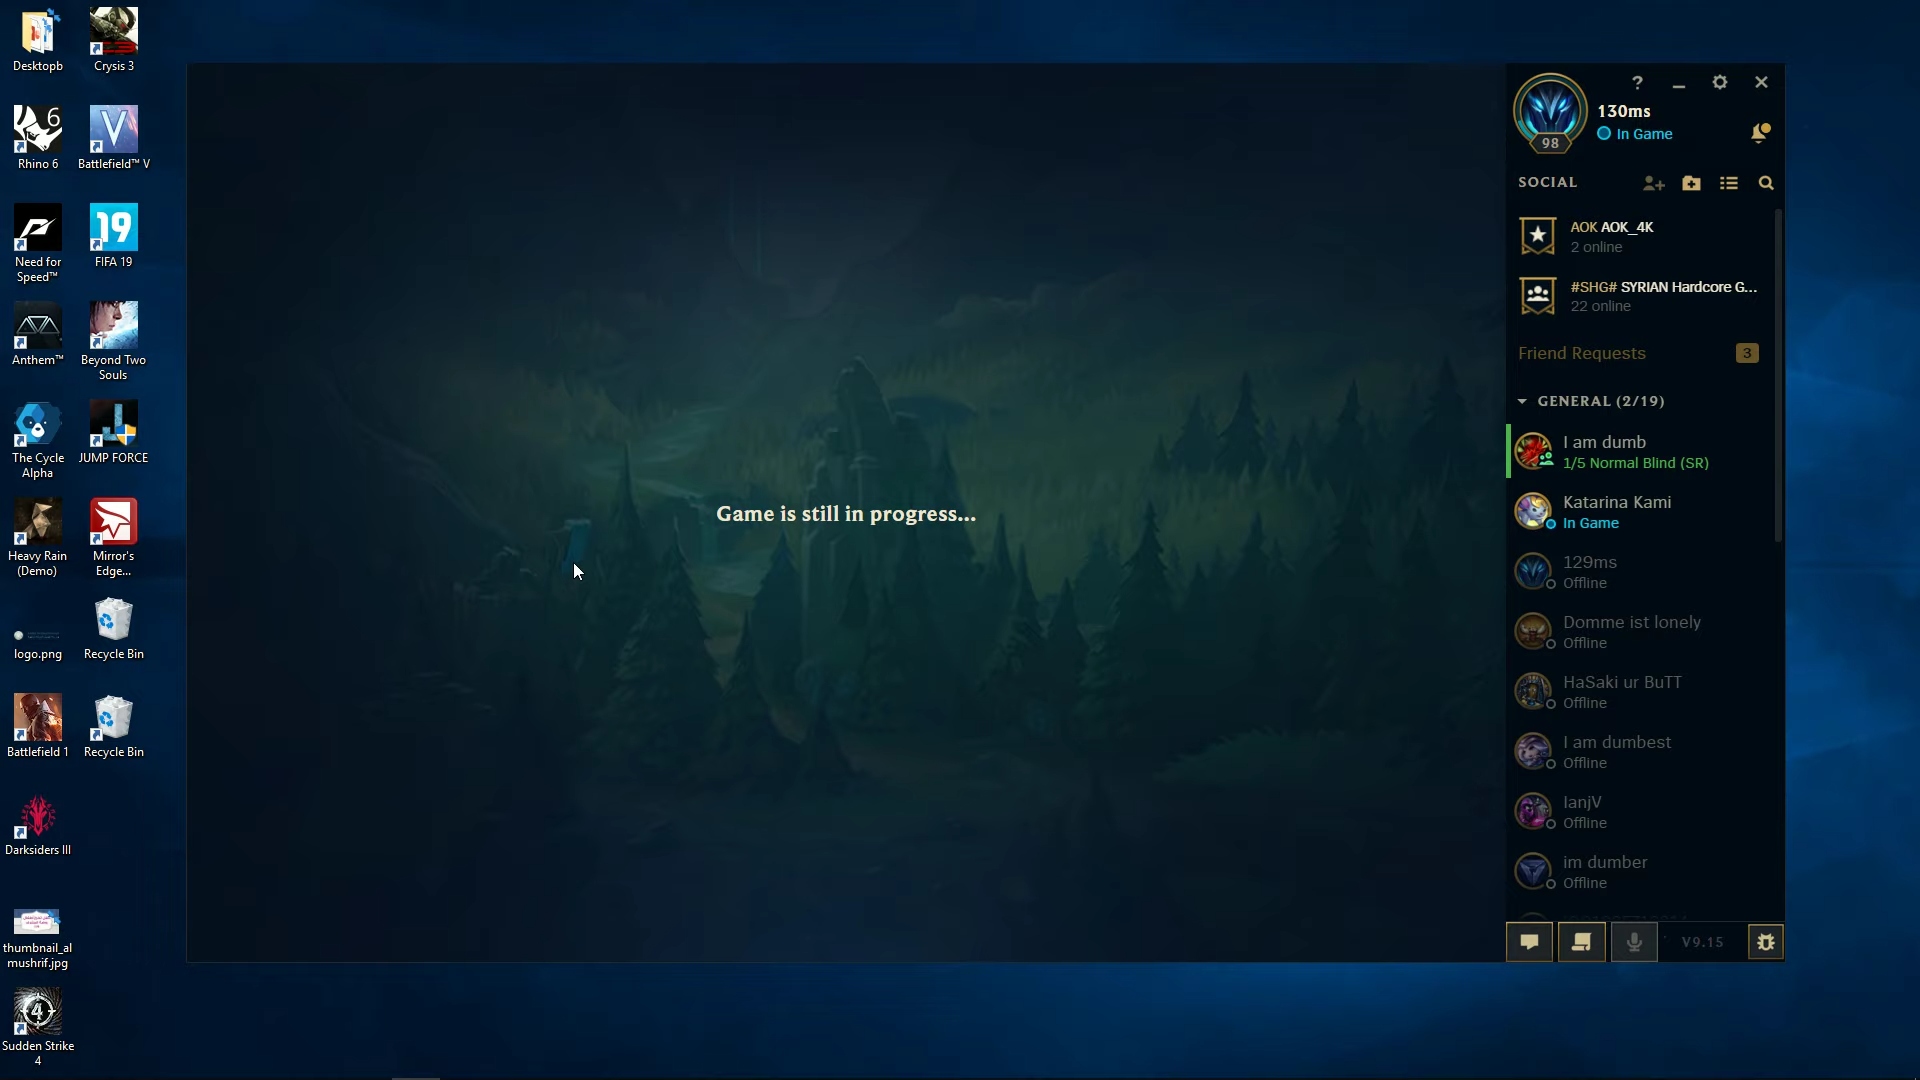 Desktopb
Crysis 3
6
Rhino 6
V
Battlefield™ V
Need for
Speed™
19
FIFA 19
Anthem™
Beyond Two
Souls
The Cycle
Alpha
JUMP FORCE
Heavy Rain
(Demo)
Mirror's
Edge...
logo.png
Recycle Bin
Battlefield 1
Recycle Bin
Darksiders III
thumbnail_al
mushrif.jpg
4
Sudden Strike
4
Game is still in progress...
?
130ms
In Game
98
SOCIAL
AOK AOK_4K
2 online
#SHG# SYRIAN Hardcore G...
22 online
Friend Requests
3
GENERAL (2/19)
I am dumb
1/5 Normal Blind (SR)
Katarina Kami
In Game
129ms
Offline
Domme ist lonely
Offline
HaSaki ur BuTT
Offline
I am dumbest
Offline
IanjV
Offline
im dumber
Offline
V9.15